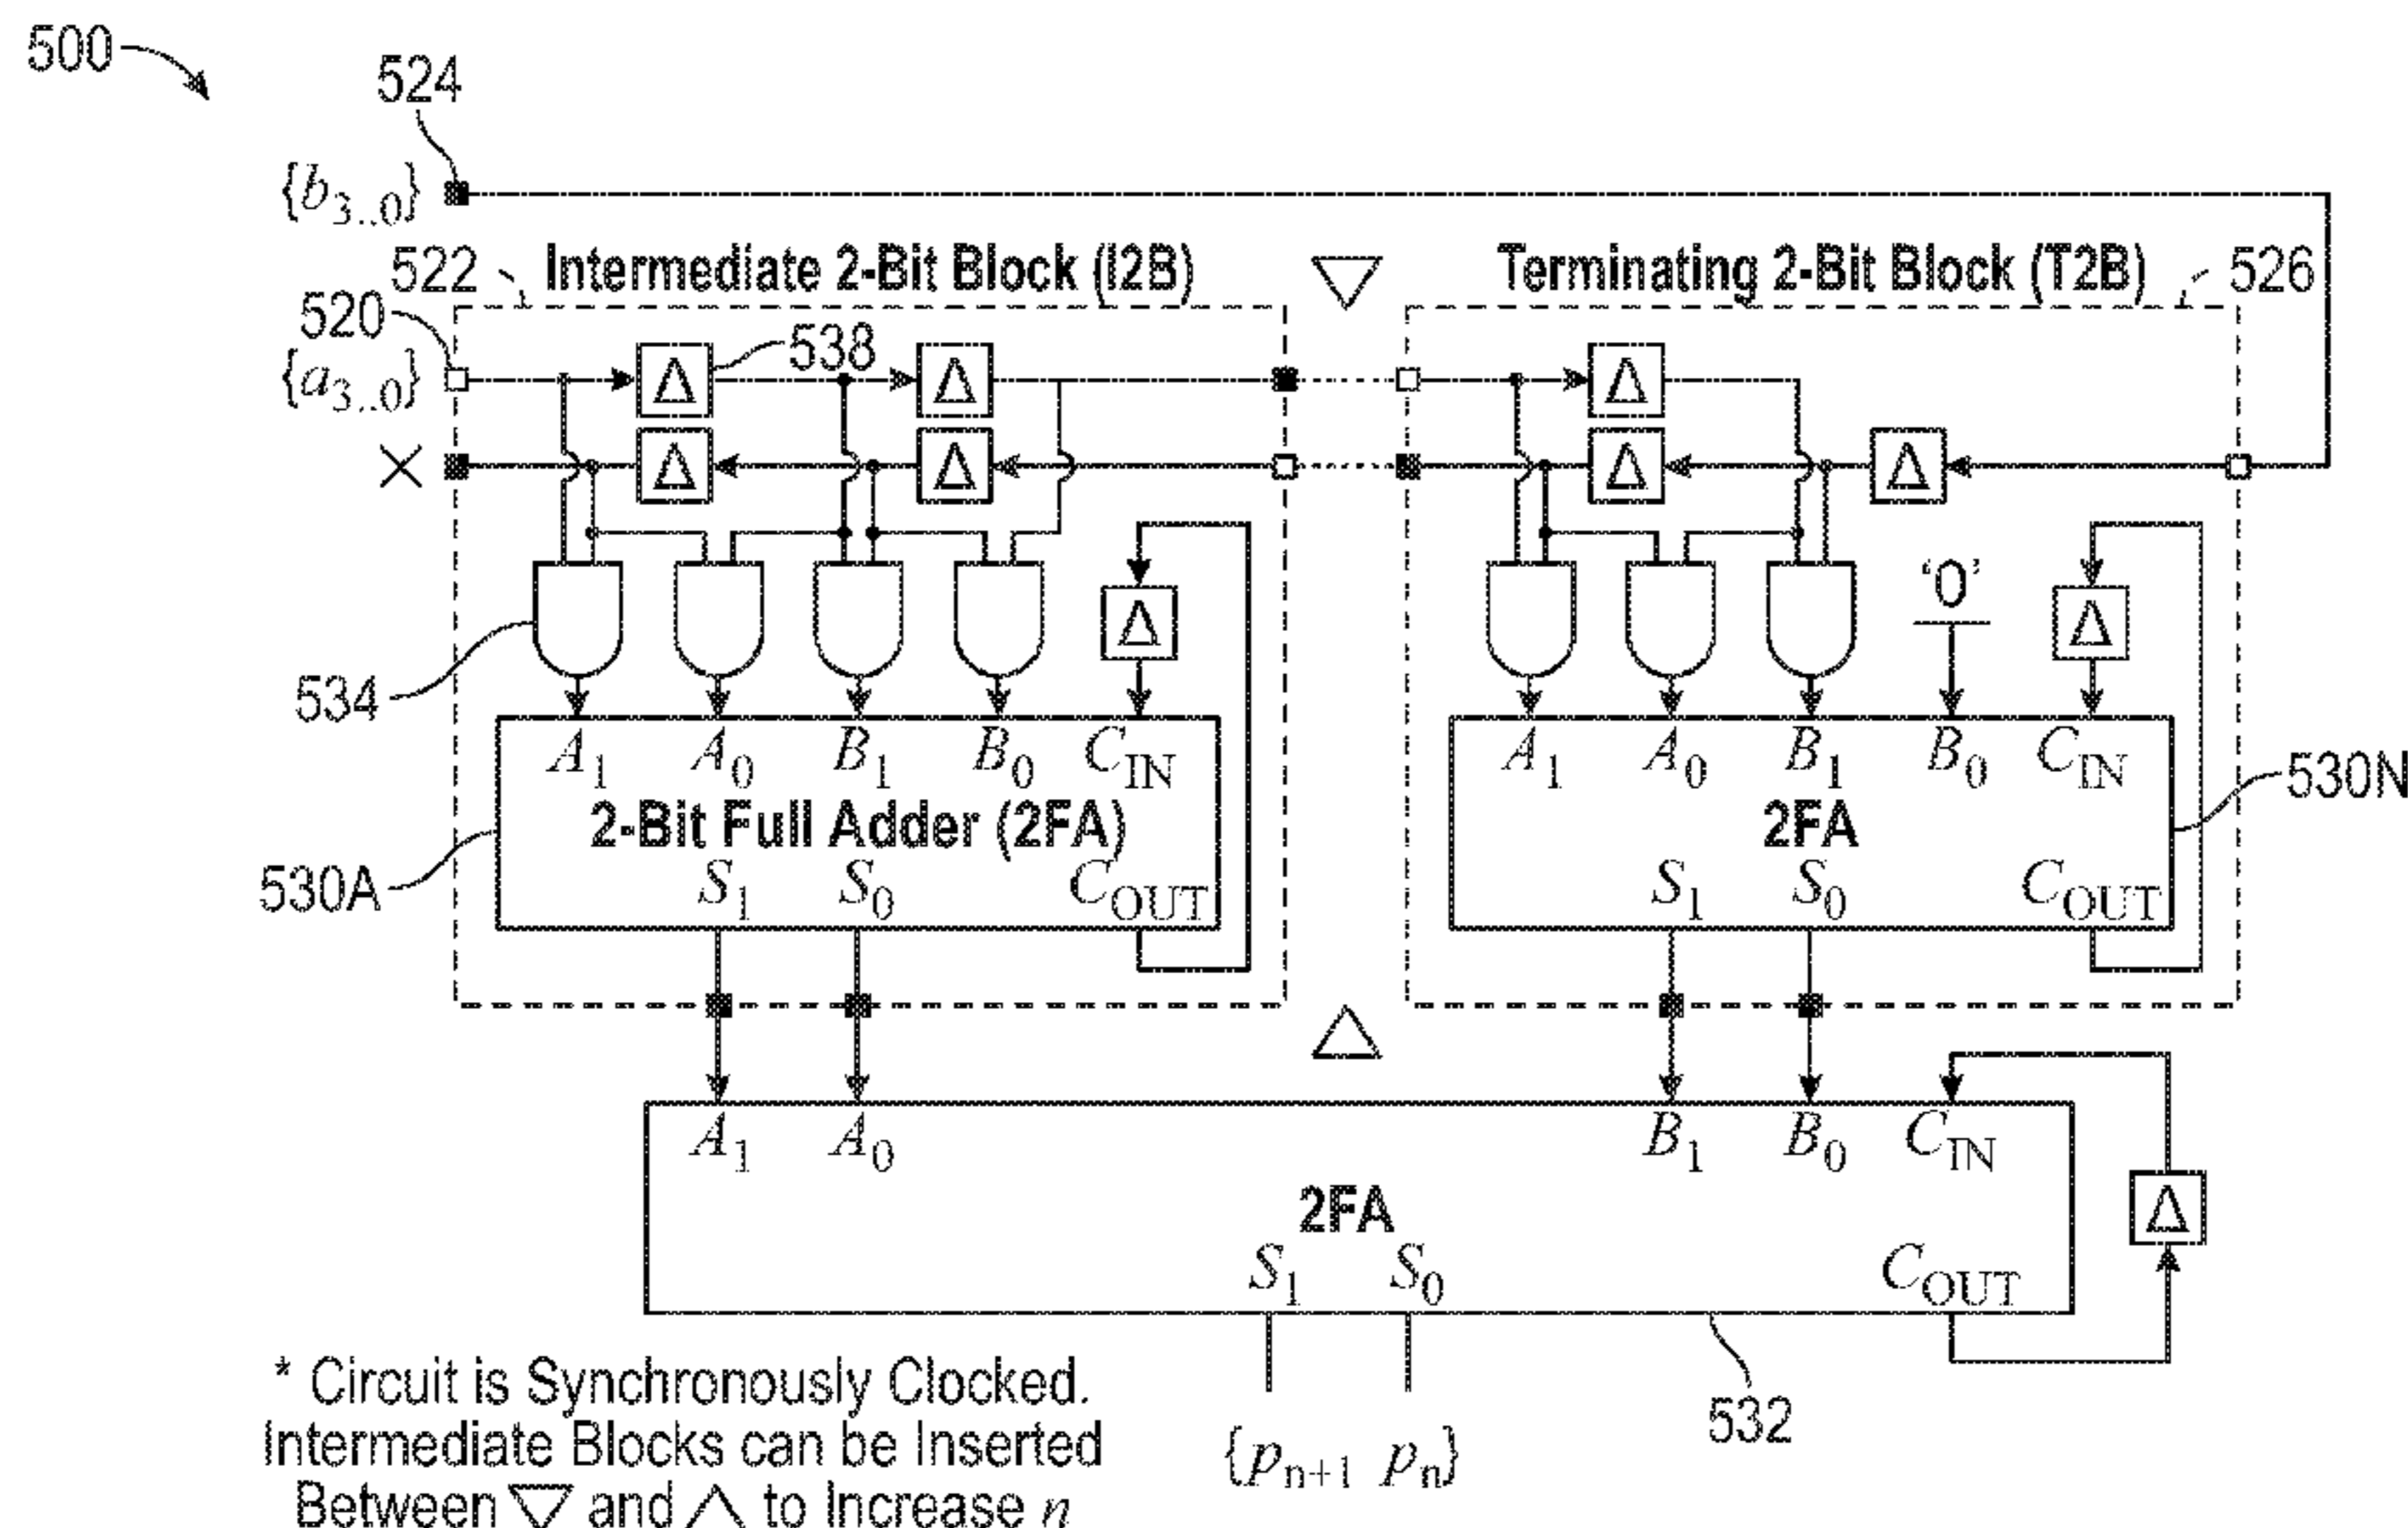 500
524
{b3..0}
522 Intermediate 2-Bit Block (I2B) ▽ Terminating 2-Bit Block (T2B) 526
520
{a3..0} Δ 538 Δ Δ
× Δ Δ Δ Δ
'0'
Δ Δ
534
A1 A0 B1 B0 CIN A1 A0 B1 B0 CIN
530N
2-Bit Full Adder (2FA) 2FA
530A S1 S0 COUT S1 S0 COUT
△
A1 A0 B1 B0 CIN
2FA Δ
S1 S0 COUT
532
* Circuit is Synchronously Clocked.
Intermediate Blocks can be Inserted
Between ▽ and △ to Increase n
{pn+1 pn}